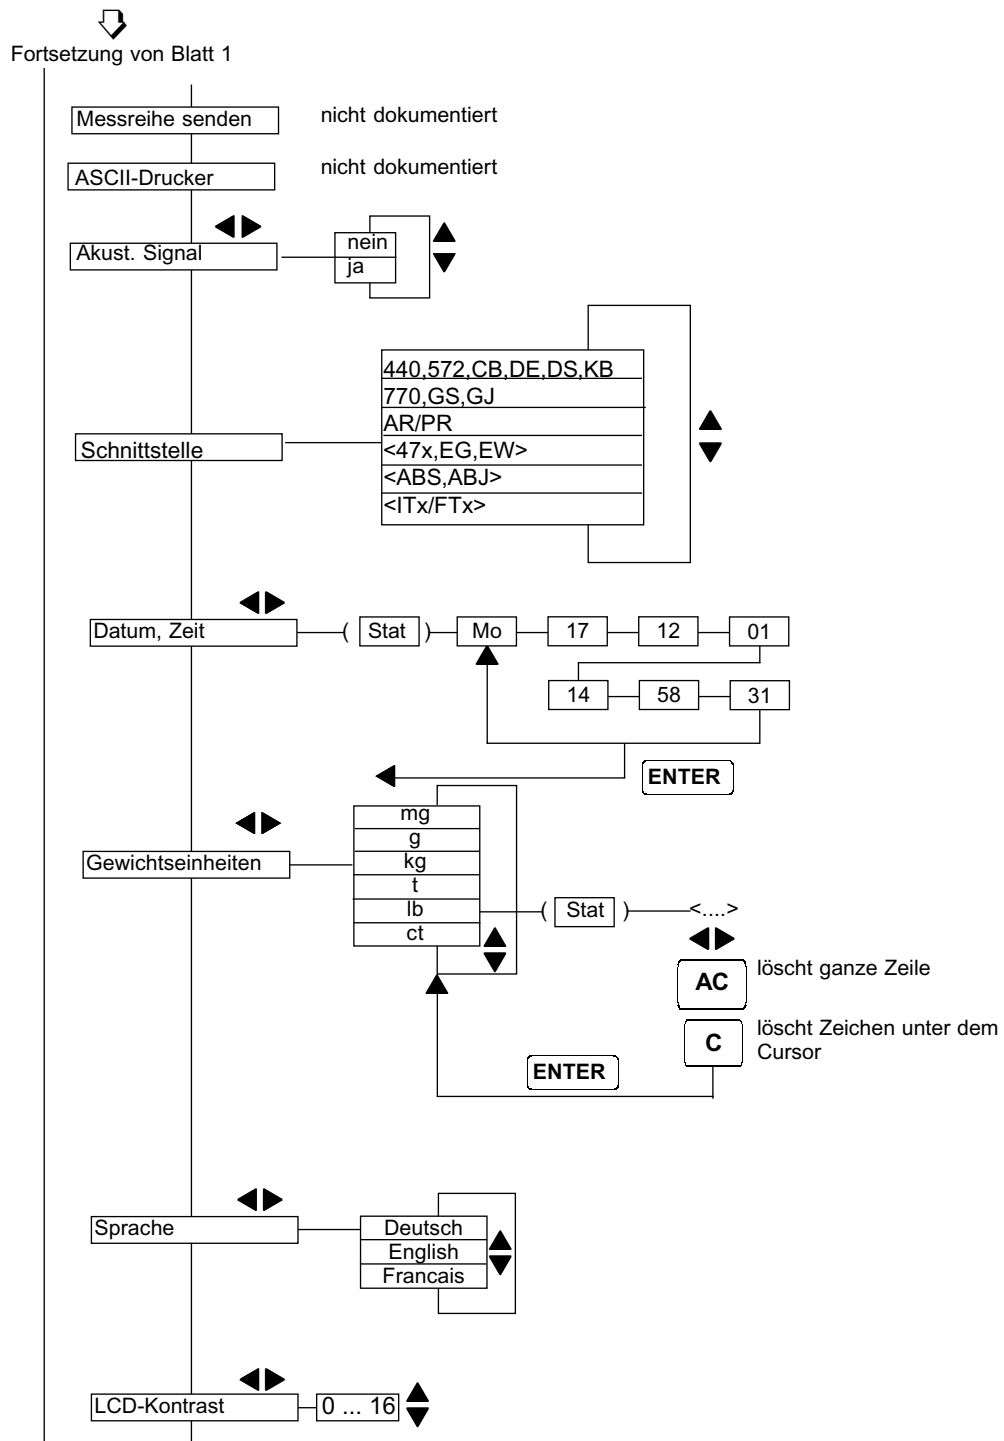 Fortsetzung von Blatt 1
Messreihe senden nicht dokumentiert
ASCII-Drucker nicht dokumentiert
Akust. Signal
nein
ja
Schnittstelle
440,572,CB,DE,DS,KB
770,GS,GJ
AR/PR
<47x,EG,EW>
<ABS,ABJ>
<ITx/FTx>
Datum, Zeit ( Stat ) Mo 17 12 01
14 58 31
ENTER
Gewichtseinheiten
mg
g
kg
t
lb
ct
( Stat ) <....>
AC löscht ganze Zeile
C löscht Zeichen unter dem
Cursor
ENTER
Sprache
Deutsch
English
Francais
LCD-Kontrast 0 ... 16